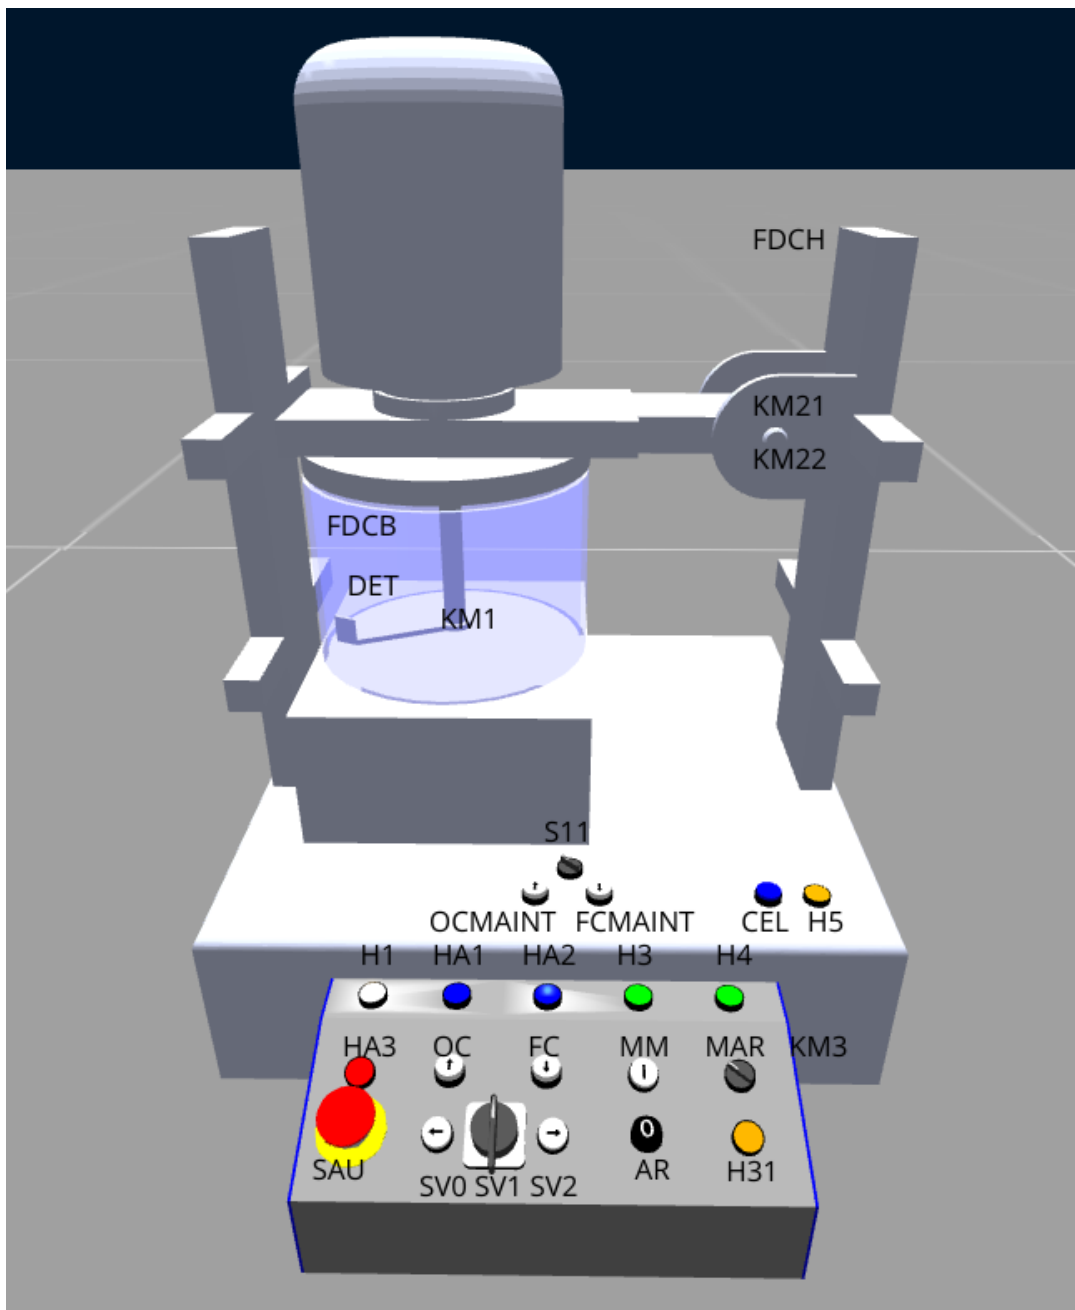 FDCH
KM21
KM22
FDCB
DET
KM1
S11
OCMAINT FCMAINT CEL H5
H1 HA1 HA2 H3 H4
HA3 OC FC MM MAR KM3
0
SAU SV0 SV1 SV2 AR H31